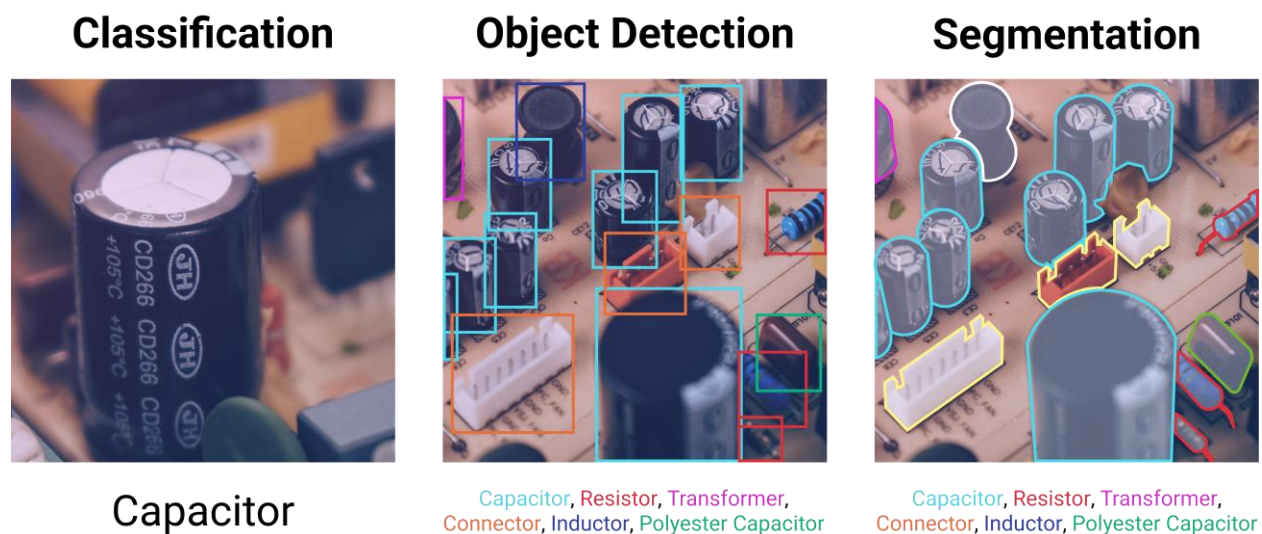 Classification
Object Detection
Segmentation
JH
JH
JH
CD266 CD266 CD266
+105°C +105°C +105°C
Capacitor
Capacitor, Resistor, Transformer,
Connector, Inductor, Polyester Capacitor
Capacitor, Resistor, Transformer,
Connector, Inductor, Polyester Capacitor